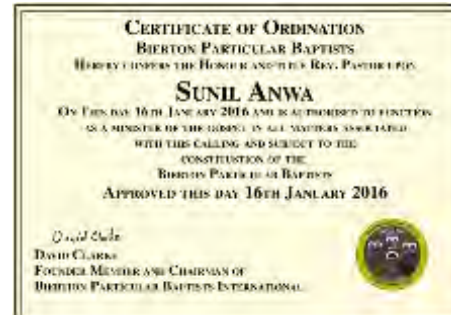 CERTIFICATE OF ORDINATION
BIERTON PARTICULAR BAPTISTS
HEREBY CONFERS THE HONOUR AND TITLE REV. PASTOR UPON
SUNIL ANWA
ON THIS DAY 16TH JANUARY 2016 AND IS AUTHORISED TO FUNCTION
AS A MINISTER OF THE GOSPEL IN ALL MATTERS ASSOCIATED
WITH THIS CALLING AND SUBJECT TO THE
CONSTITUSTION OF THE
BIERTON PARTICULAR BAPTISTS
APPROVED THIS DAY 16TH JANUARY 2016
David Clarke
DAVID CLARKE
FOUNDER MEMBER AND CHAIRMAN OF
BIERTON PARTICULAR BAPTISTS INTERNATIONAL